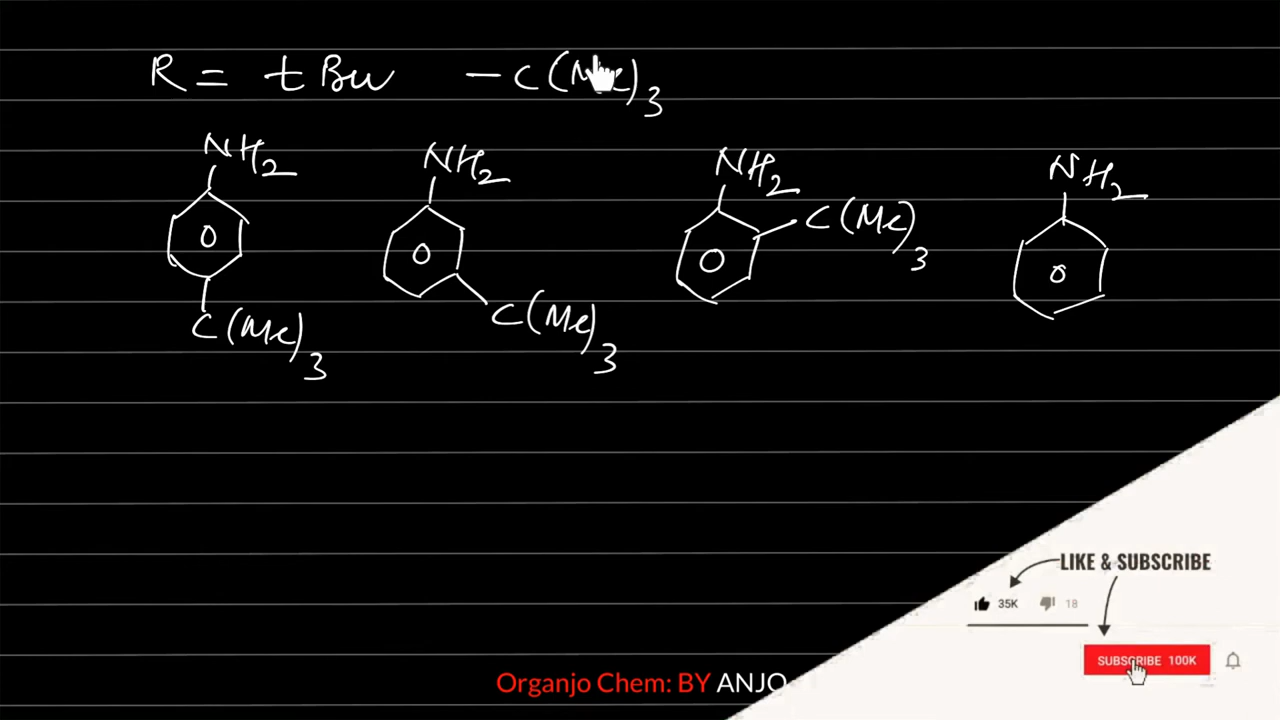 R = t Bu — C(Me)3
NH2 NH2 NH2 NH2
C(Me)3
C(Me)3
C(Me)3
LIKE & SUBSCRIBE
35K 18
SUBSCRIBE 100K
Organjo Chem: BY ANJO